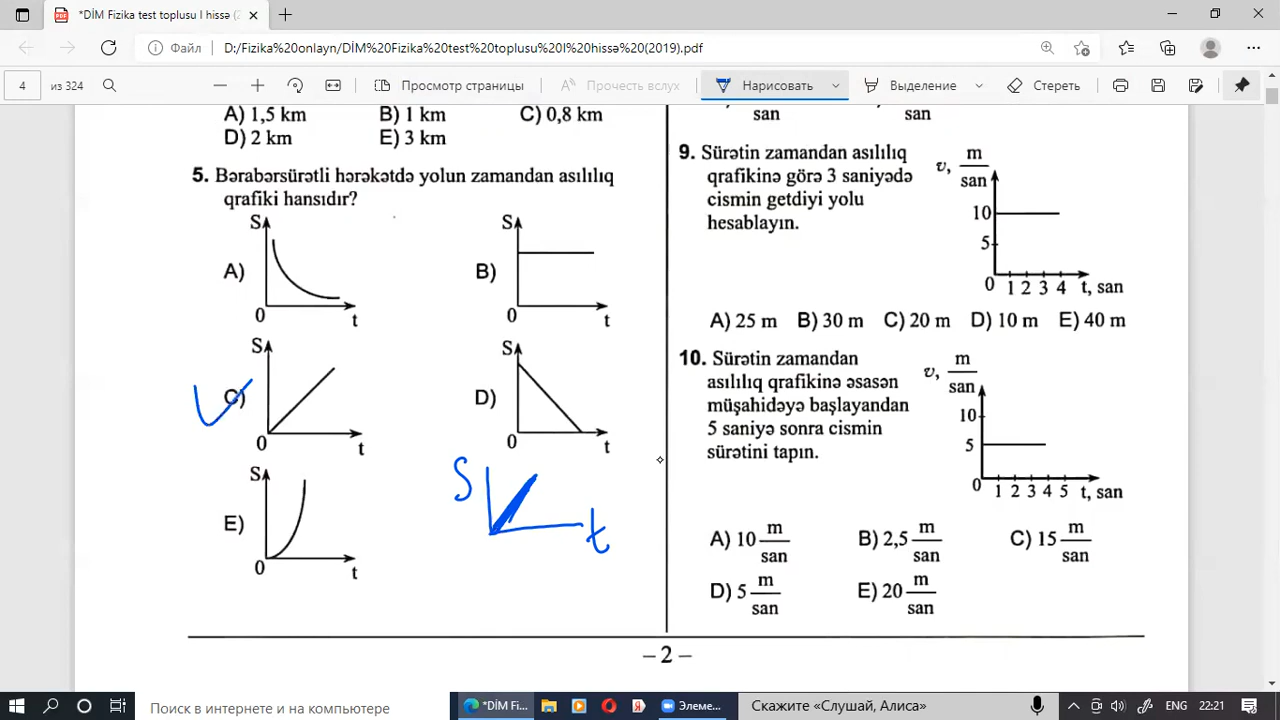 *DİM Fizika test toplusu I hissə (2
Файл
D:/Fizika%20onlayn/DİM%20Fizika%20test%20toplusu%20I%20hissə%20(2019).pdf
4 из 324
Просмотр страницы
Прочесть вслух
Нарисовать
Выделение
Стереть
A) 1,5 km B) 1 km C) 0,8 km
D) 2 km E) 3 km
5. Bərabərsürətli hərəkətdə yolun zamandan asılılıq
qrafiki hansıdır?
S
A)
0
t
S
B)
0
t
S
C)
0
t
S
D)
0
t
S
E)
0
t
S
t
san san
9. Sürətin zamandan asılılıq
qrafikinə görə 3 saniyədə
cismin getdiyi yolu
hesablayın.
v, m
san
10
5
0 1 2 3 4 t, san
A) 25 m B) 30 m C) 20 m D) 10 m E) 40 m
10. Sürətin zamandan
asılılıq qrafikinə əsasən
müşahidəyə başlayandan
5 saniyə sonra cismin
sürətini tapın.
v, m
san
10
5
0 1 2 3 4 5 t, san
A) 10 m/san B) 2,5 m/san C) 15 m/san
D) 5 m/san E) 20 m/san
– 2 –
Поиск в интернете и на компьютере
*DİM Fi...
Элеме...
Скажите «Слушай, Алиса»
ENG
22:21